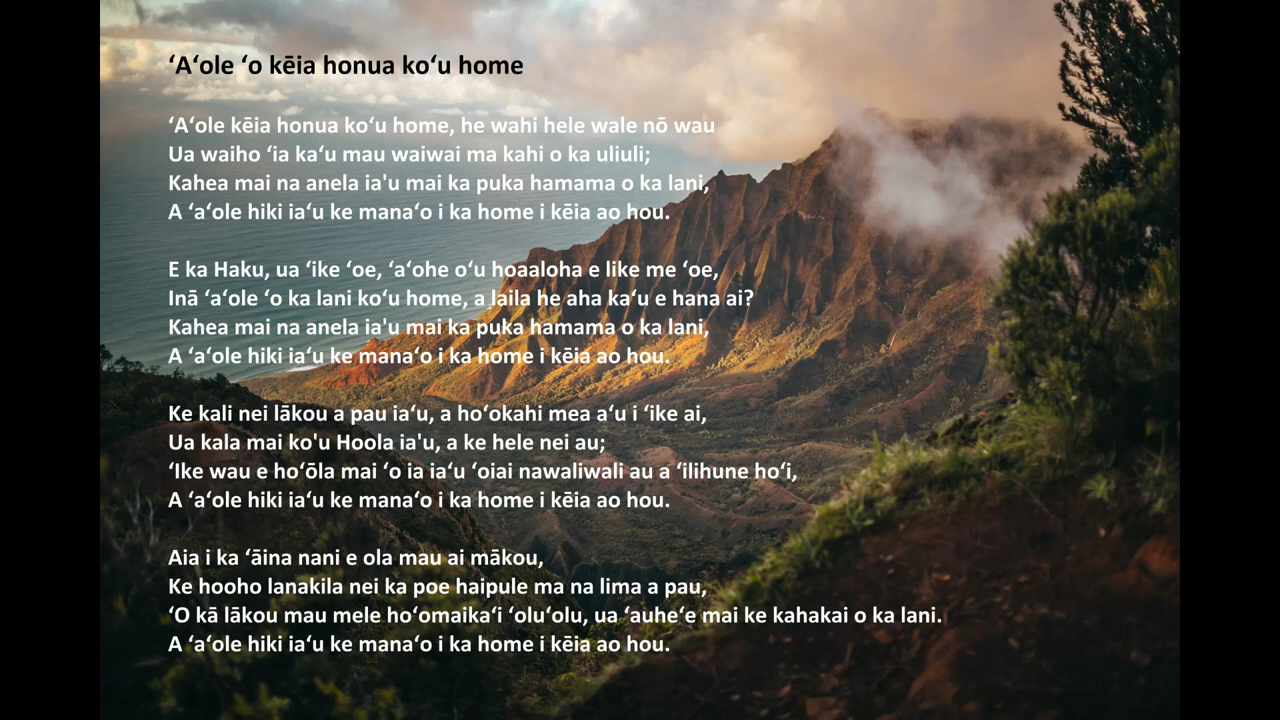 ʻAʻole ʻo kēia honua koʻu home
ʻAʻole kēia honua koʻu home, he wahi hele wale nō wau
Ua waiho ʻia kaʻu mau waiwai ma kahi o ka uliuli;
Kahea mai na anela ia'u mai ka puka hamama o ka lani,
A ʻaʻole hiki iaʻu ke manaʻo i ka home i kēia ao hou.
E ka Haku, ua ʻike ʻoe, ʻaʻohe oʻu hoaaloha e like me ʻoe,
Inā ʻaʻole ʻo ka lani koʻu home, a laila he aha kaʻu e hana ai?
Kahea mai na anela ia'u mai ka puka hamama o ka lani,
A ʻaʻole hiki iaʻu ke manaʻo i ka home i kēia ao hou.
Ke kali nei lākou a pau iaʻu, a hoʻokahi mea aʻu i ʻike ai,
Ua kala mai ko'u Hoola ia'u, a ke hele nei au;
ʻIke wau e hoʻōla mai ʻo ia iaʻu ʻoiai nawaliwali au a ʻilihune hoʻi,
A ʻaʻole hiki iaʻu ke manaʻo i ka home i kēia ao hou.
Aia i ka ʻāina nani e ola mau ai mākou,
Ke hooho lanakila nei ka poe haipule ma na lima a pau,
ʻO kā lākou mau mele hoʻomaikaʻi ʻoluʻolu, ua ʻauheʻe mai ke kahakai o ka lani.
A ʻaʻole hiki iaʻu ke manaʻo i ka home i kēia ao hou.